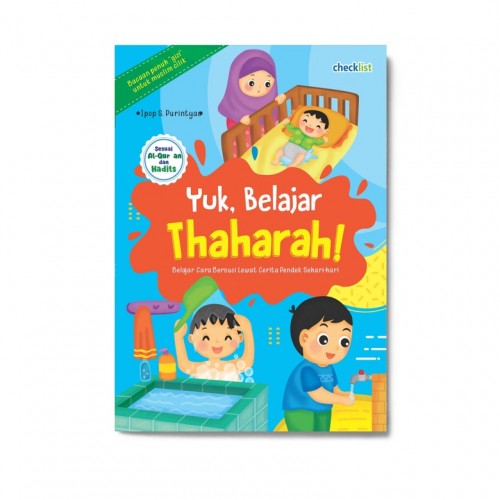 Bacaan penuh "gizi"
untuk muslim cilik
checklist
Ipop S. Purintyas
Sesuai
Al-Qur'an
dan
Hadits
Yuk, Belajar
Thaharah!
Belajar Cara Bersuci Lewat Cerita Pendek Sehari-hari